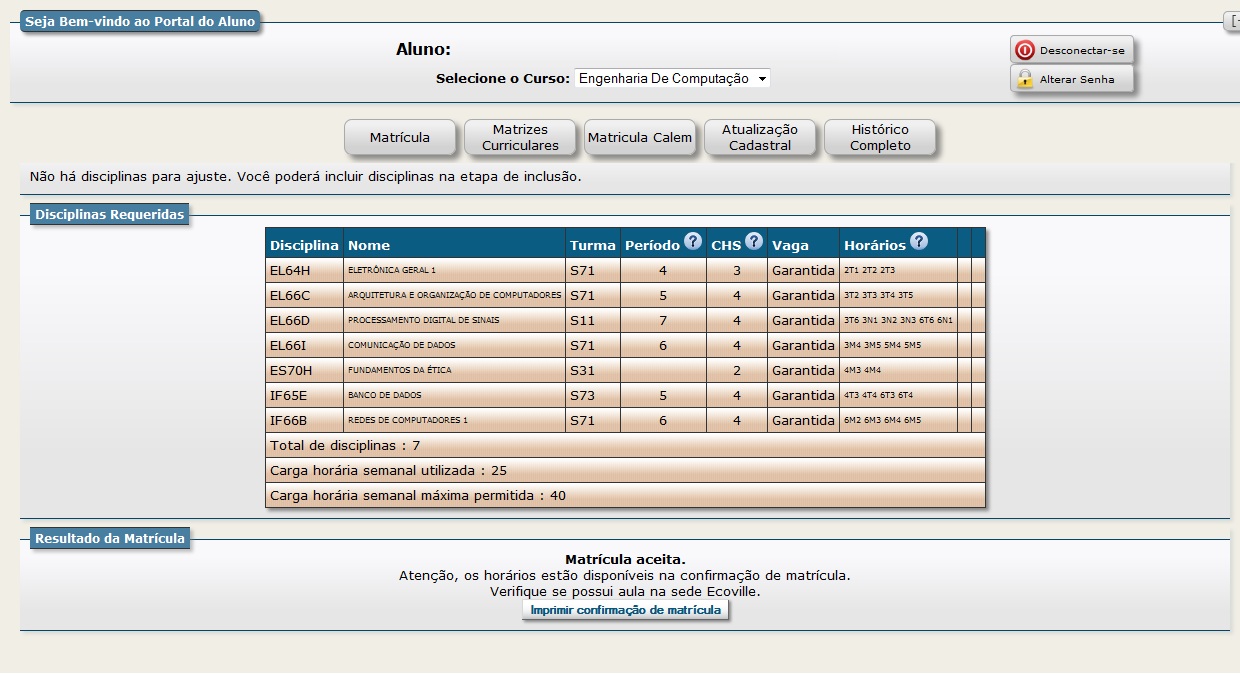 Seja Bem-vindo ao Portal do Aluno
Aluno:
Selecione o Curso: Engenharia De Computação
Desconectar-se
Alterar Senha
Matrícula
Matrizes Curriculares
Matricula Calem
Atualização Cadastral
Histórico Completo
Não há disciplinas para ajuste. Você poderá incluir disciplinas na etapa de inclusão.
Disciplinas Requeridas
Disciplina Nome Turma Período ? CHS ? Vaga Horários ?
EL64H ELETRÔNICA GERAL 1 S71 4 3 Garantida 2T1 2T2 2T3
EL66C ARQUITETURA E ORGANIZAÇÃO DE COMPUTADORES S71 5 4 Garantida 3T2 3T3 3T4 3T5
EL66D PROCESSAMENTO DIGITAL DE SINAIS S11 7 4 Garantida 3T6 3N1 3N2 3N3 6T6 6N1
EL66I COMUNICAÇÃO DE DADOS S71 6 4 Garantida 3M4 3M5 5M4 5M5
ES70H FUNDAMENTOS DA ÉTICA S31 2 Garantida 4M3 4M4
IF65E BANCO DE DADOS S73 5 4 Garantida 4T3 4T4 6T3 6T4
IF66B REDES DE COMPUTADORES 1 S71 6 4 Garantida 6M2 6M3 6M4 6M5
Total de disciplinas : 7
Carga horária semanal utilizada : 25
Carga horária semanal máxima permitida : 40
Resultado da Matrícula
Matrícula aceita.
Atenção, os horários estão disponíveis na confirmação de matrícula.
Verifique se possui aula na sede Ecoville.
Imprimir confirmação de matrícula